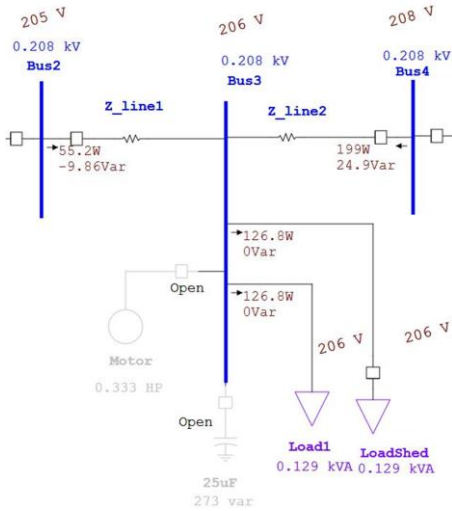 205 V
206 V
208 V
0.208 kV
0.208 kV
0.208 kV
Bus2
Bus3
Bus4
Z_line1
Z_line2
55.2W
-9.86Var
199W
24.9Var
126.8W
0Var
126.8W
0Var
Open
Motor
0.333 HP
206 V
206 V
Open
25uF
273 var
Load1
0.129 kVA
LoadShed
0.129 kVA